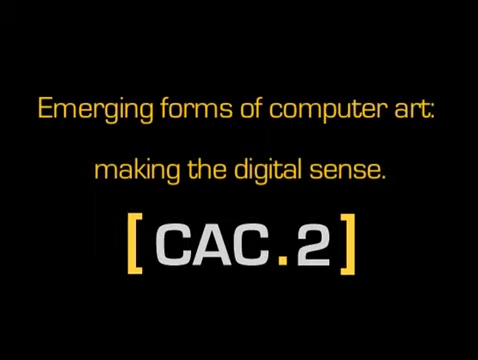 Emerging forms of computer art:
making the digital sense.
[CAC.2]